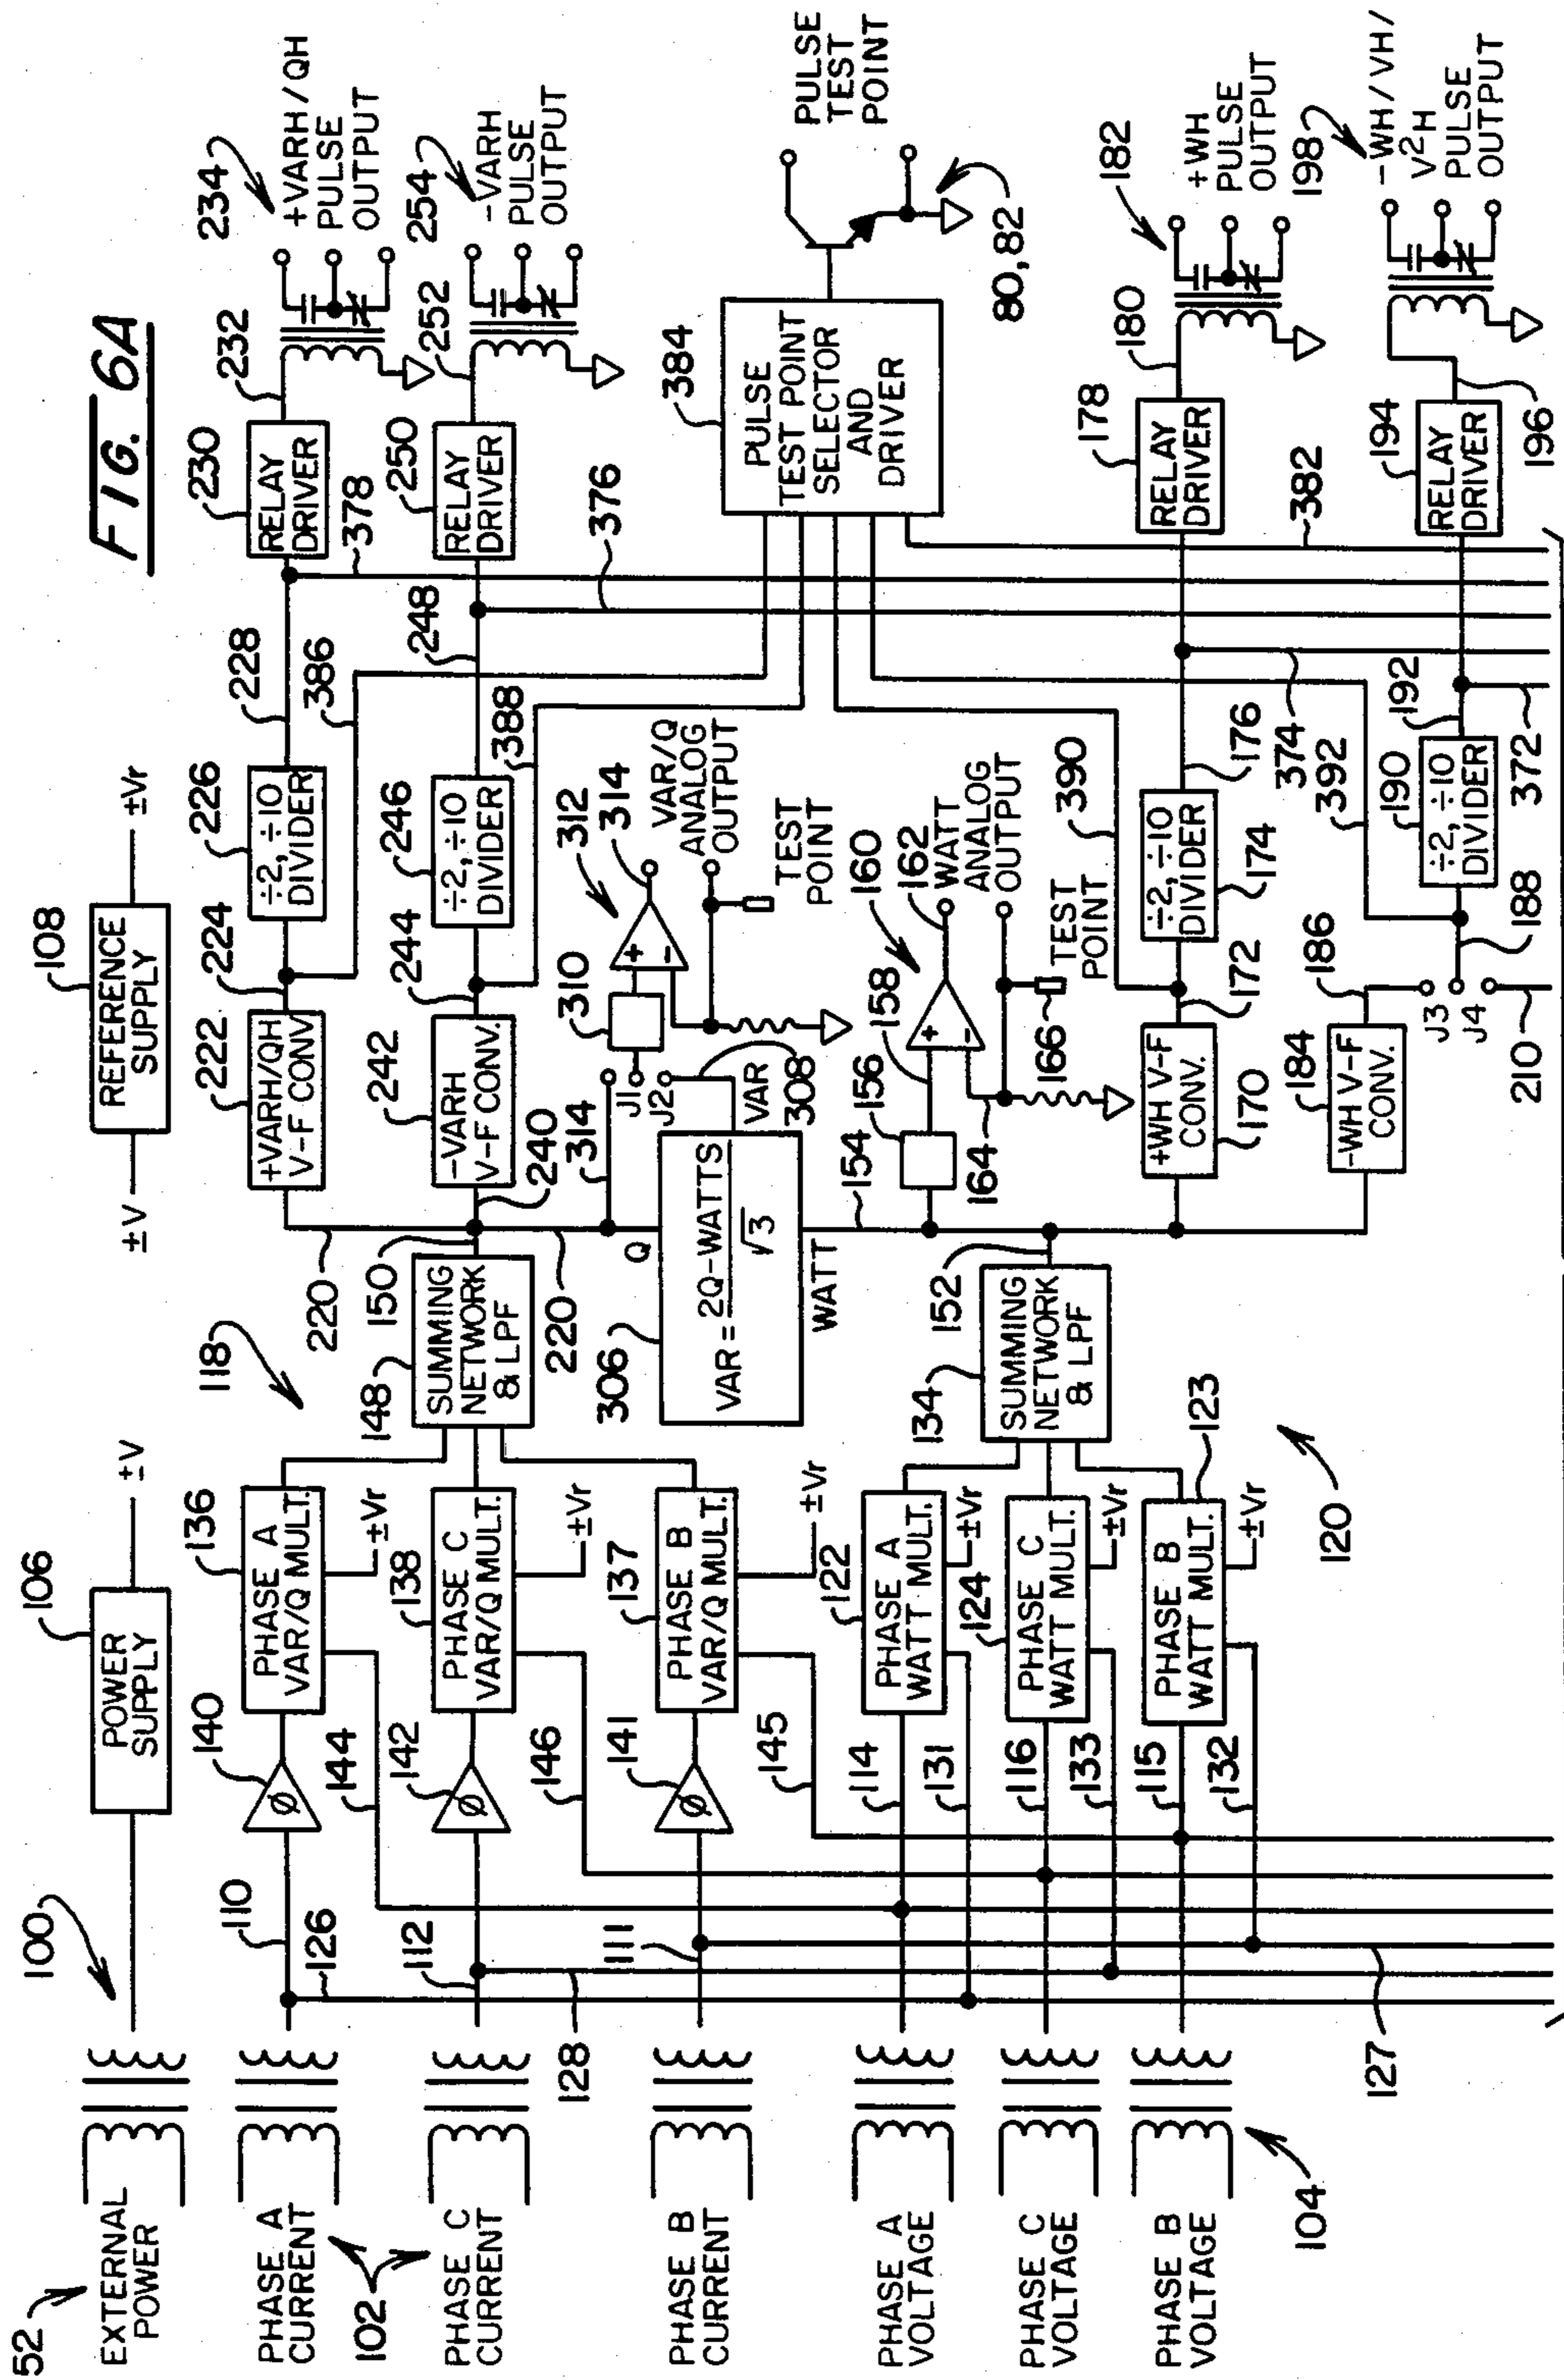 FIG. 6A
52
EXTERNAL
POWER
100
106
POWER
SUPPLY
±V
±V
108
REFERENCE
SUPPLY
±Vr
PHASE A
CURRENT
102
110
126
140
Ø
144
136
PHASE A
VAR/Q MULT.
±Vr
118
220
222
+VARH/QH
V-F CONV
224
226
÷2, ÷10
DIVIDER
228
386
230
RELAY
DRIVER
378
232
234
+VARH/QH
PULSE
OUTPUT
PHASE C
CURRENT
112
128
142
Ø
146
138
PHASE C
VAR/Q MULT.
±Vr
148
SUMMING
NETWORK
& LPF
150
220
240
242
-VARH
V-F CONV.
244
246
÷2, ÷10
DIVIDER
248
388
250
RELAY
DRIVER
376
252
254
-VARH
PULSE
OUTPUT
PHASE B
CURRENT
111
141
Ø
145
137
PHASE B
VAR/Q MULT.
±Vr
306
Q
VAR = 2Q-WATTS
√3
WATT
VAR
308
314
J1
J2
310
+
-
312
314
VAR/Q
ANALOG
OUTPUT
TEST
POINT
384
PULSE
TEST POINT
SELECTOR
AND
DRIVER
PULSE
TEST
POINT
80, 82
PHASE A
VOLTAGE
114
131
122
PHASE A
WATT MULT.
±Vr
134
SUMMING
NETWORK
& LPF
152
154
154
156
158
+
-
160
162
WATT
ANALOG
OUTPUT
164
166
TEST
POINT
390
PHASE C
VOLTAGE
116
133
124
PHASE C
WATT MULT.
±Vr
PHASE B
VOLTAGE
104
115
132
127
PHASE B
WATT MULT.
123
±Vr
120
+WH V-F
CONV.
170
172
÷2, ÷10
DIVIDER
174
176
374
178
RELAY
DRIVER
180
182
+WH
PULSE
OUTPUT
184
-WH V-F
CONV.
186
J3
J4
210
188
190
÷2, ÷10
DIVIDER
192
392
372
382
194
RELAY
DRIVER
196
198
-WH/VH/
V²H
PULSE
OUTPUT